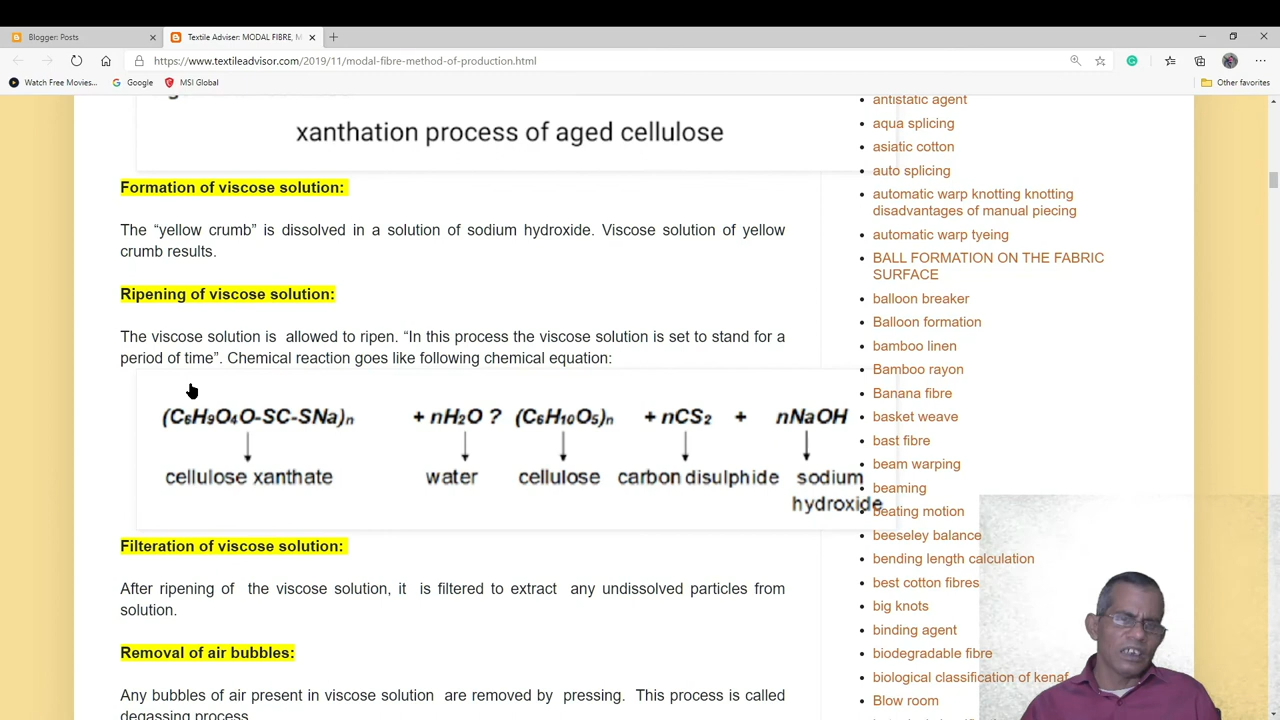 Blogger: Posts
Textile Adviser: MODAL FIBRE, M
https://www.textileadvisor.com/2019/11/modal-fibre-method-of-production.html
Watch Free Movies...
Google
MSI Global
Other favorites
xanthation process of aged cellulose
Formation of viscose solution:
The “yellow crumb” is dissolved in a solution of sodium hydroxide. Viscose solution of yellow
crumb results.
Ripening of viscose solution:
The viscose solution is allowed to ripen. “In this process the viscose solution is set to stand for a
period of time”. Chemical reaction goes like following chemical equation:
(C₆H₉O₄O-SC-SNa)n + nH₂O ? (C₆H₁₀O₅)n + nCS₂ + nNaOH
cellulose xanthate water cellulose carbon disulphide sodium
hydroxide
Filteration of viscose solution:
After ripening of the viscose solution, it is filtered to extract any undissolved particles from
solution.
Removal of air bubbles:
Any bubbles of air present in viscose solution are removed by pressing. This process is called
degassing process
antistatic agent
aqua splicing
asiatic cotton
auto splicing
automatic warp knotting knotting
disadvantages of manual piecing
automatic warp tyeing
BALL FORMATION ON THE FABRIC
SURFACE
balloon breaker
Balloon formation
bamboo linen
Bamboo rayon
Banana fibre
basket weave
bast fibre
beam warping
beaming
beating motion
beeseley balance
bending length calculation
best cotton fibres
big knots
binding agent
biodegradable fibre
biological classification of kenaf
Blow room